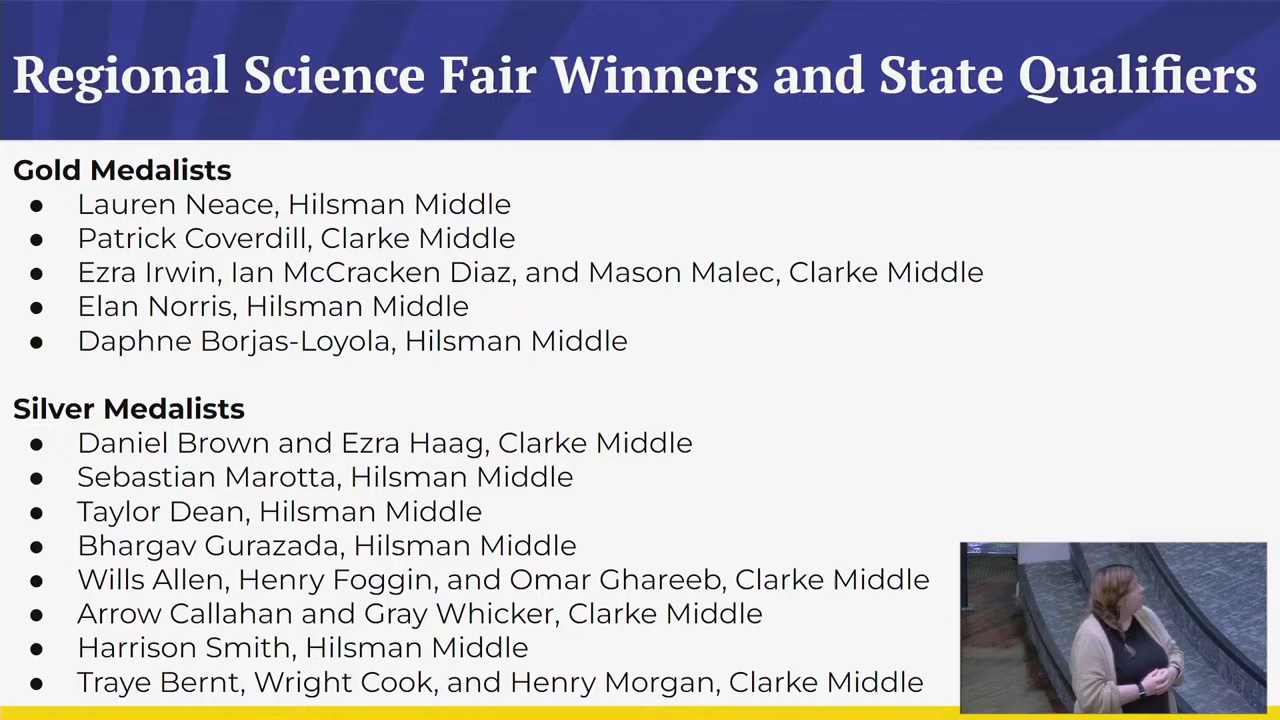 Regional Science Fair Winners and State Qualifiers
Gold Medalists
● Lauren Neace, Hilsman Middle
● Patrick Coverdill, Clarke Middle
● Ezra Irwin, Ian McCracken Diaz, and Mason Malec, Clarke Middle
● Elan Norris, Hilsman Middle
● Daphne Borjas-Loyola, Hilsman Middle
Silver Medalists
● Daniel Brown and Ezra Haag, Clarke Middle
● Sebastian Marotta, Hilsman Middle
● Taylor Dean, Hilsman Middle
● Bhargav Gurazada, Hilsman Middle
● Wills Allen, Henry Foggin, and Omar Ghareeb, Clarke Middle
● Arrow Callahan and Gray Whicker, Clarke Middle
● Harrison Smith, Hilsman Middle
● Traye Bernt, Wright Cook, and Henry Morgan, Clarke Middle